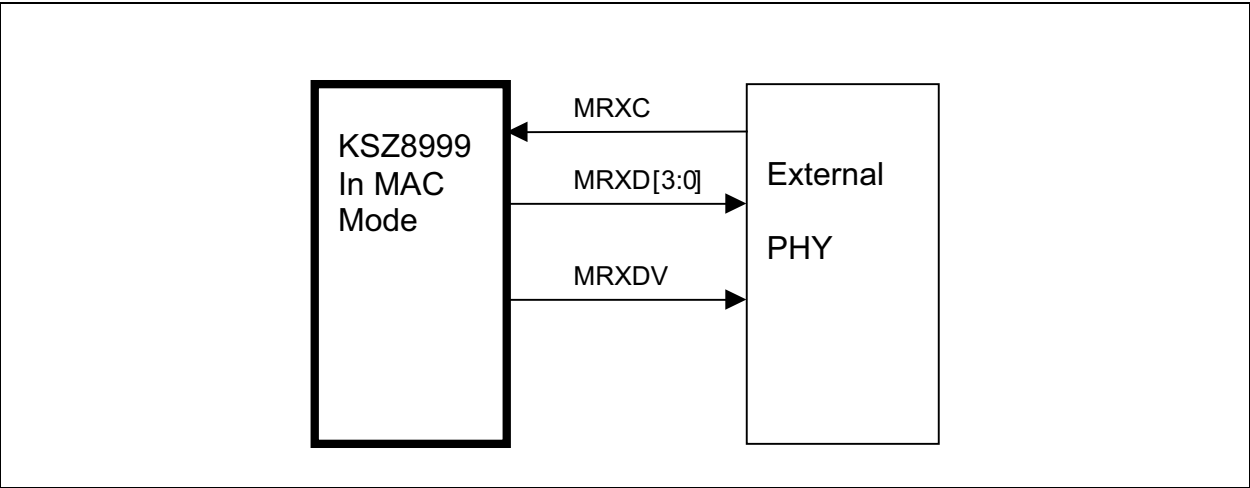 KSZ8999
In MAC
Mode
MRXC
MRXD[3:0]
MRXDV
External
PHY